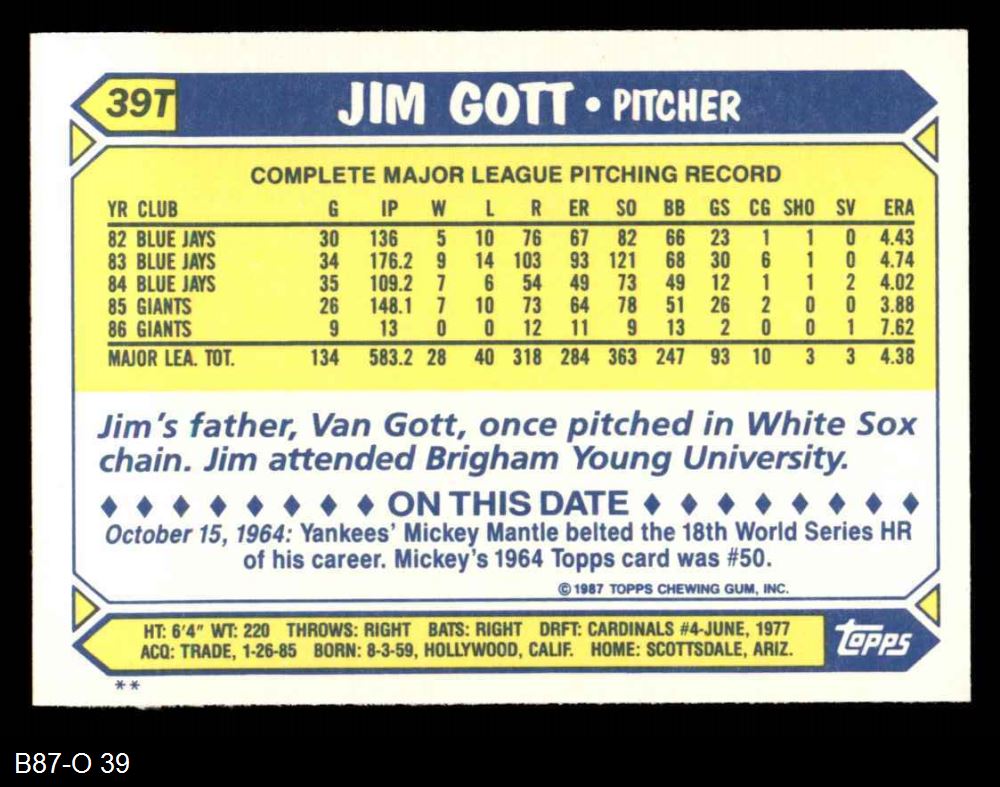 39T
JIM GOTT • PITCHER
COMPLETE MAJOR LEAGUE PITCHING RECORD
YR CLUB G IP W L R ER SO BB GS CG SHO SV ERA
82 BLUE JAYS 30 136 5 10 76 67 82 66 23 1 1 0 4.43
83 BLUE JAYS 34 176.2 9 14 103 93 121 68 30 6 1 0 4.74
84 BLUE JAYS 35 109.2 7 6 54 49 73 49 12 1 1 2 4.02
85 GIANTS 26 148.1 7 10 73 64 78 51 26 2 0 0 3.88
86 GIANTS 9 13 0 0 12 11 9 13 2 0 0 1 7.62
MAJOR LEA. TOT. 134 583.2 28 40 318 284 363 247 93 10 3 3 4.38
Jim's father, Van Gott, once pitched in White Sox
chain. Jim attended Brigham Young University.
♦ ♦ ♦ ♦ ♦ ♦ ♦ ♦ ON THIS DATE ♦ ♦ ♦ ♦ ♦ ♦ ♦ ♦
October 15, 1964: Yankees' Mickey Mantle belted the 18th World Series HR
of his career. Mickey's 1964 Topps card was #50.
© 1987 TOPPS CHEWING GUM, INC.
HT: 6'4" WT: 220 THROWS: RIGHT BATS: RIGHT DRFT: CARDINALS #4-JUNE, 1977
ACQ: TRADE, 1-26-85 BORN: 8-3-59, HOLLYWOOD, CALIF. HOME: SCOTTSDALE, ARIZ.
topps
**
B87-O 39